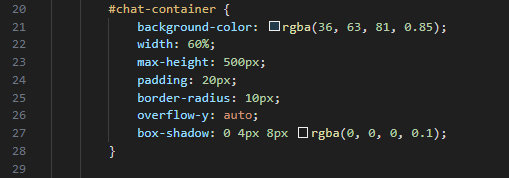 20 #chat-container {
21 background-color: rgba(36, 63, 81, 0.85);
22 width: 60%;
23 max-height: 500px;
24 padding: 20px;
25 border-radius: 10px;
26 overflow-y: auto;
27 box-shadow: 0 4px 8px rgba(0, 0, 0, 0.1);
28 }
29